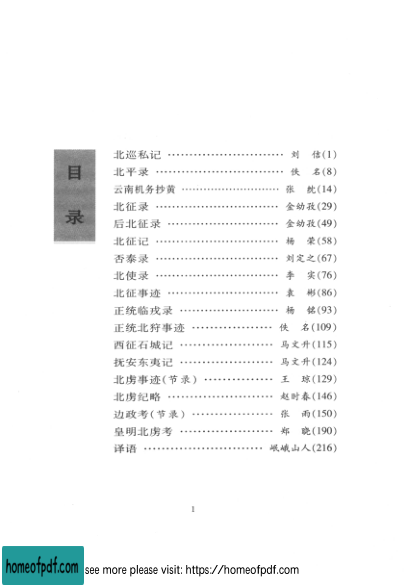 目录
北巡私记 ………………………… 刘　佶(1)
北平录 ………………………… 佚　名(8)
云南机务抄黄 ………………………… 张　紞(14)
北征录 ………………………… 金幼孜(29)
后北征录 ………………………… 金幼孜(49)
北征记 ………………………… 杨　荣(58)
否泰录 ………………………… 刘定之(67)
北使录 ………………………… 李　实(76)
北征事迹 ………………………… 袁　彬(86)
正统临戎录 ………………………… 杨　铭(93)
正统北狩事迹 ………………… 佚　名(109)
西征石城记 ………………… 马文升(115)
抚安东夷记 ………………… 马文升(124)
北虏事迹(节录) ……………… 王　琼(129)
北虏纪略 ………………………… 赵时春(146)
边政考(节录) ………………… 张　雨(150)
皇明北虏考 ………………… 郑　晓(190)
译语 ………………………… 岷峨山人(216)
1
homeofpdf.com
see more please visit: https://homeofpdf.com